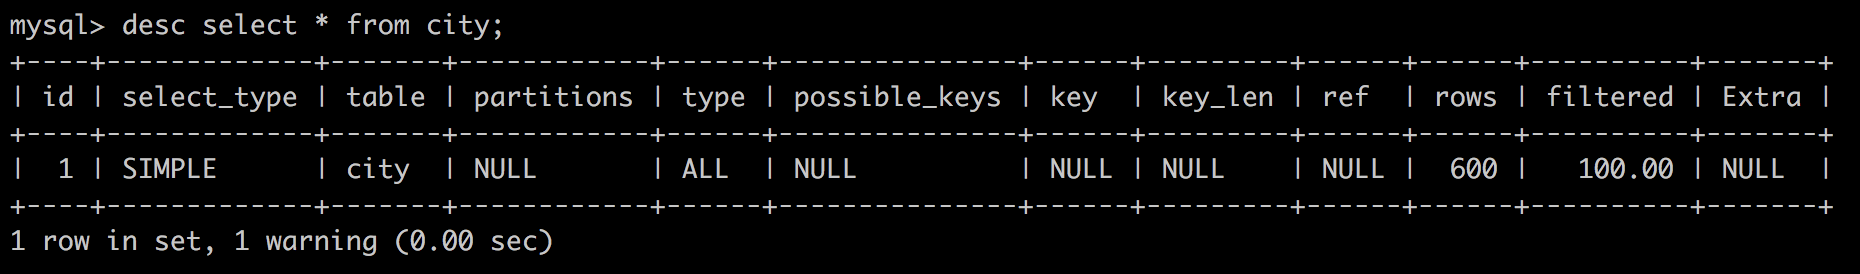 mysql> desc select * from city;
+----+-------------+-------+------------+------+---------------+------+---------+------+------+----------+-------+
| id | select_type | table | partitions | type | possible_keys | key  | key_len | ref  | rows | filtered | Extra |
+----+-------------+-------+------------+------+---------------+------+---------+------+------+----------+-------+
|  1 | SIMPLE      | city  | NULL       | ALL  | NULL          | NULL | NULL    | NULL |  600 |   100.00 | NULL  |
+----+-------------+-------+------------+------+---------------+------+---------+------+------+----------+-------+
1 row in set, 1 warning (0.00 sec)